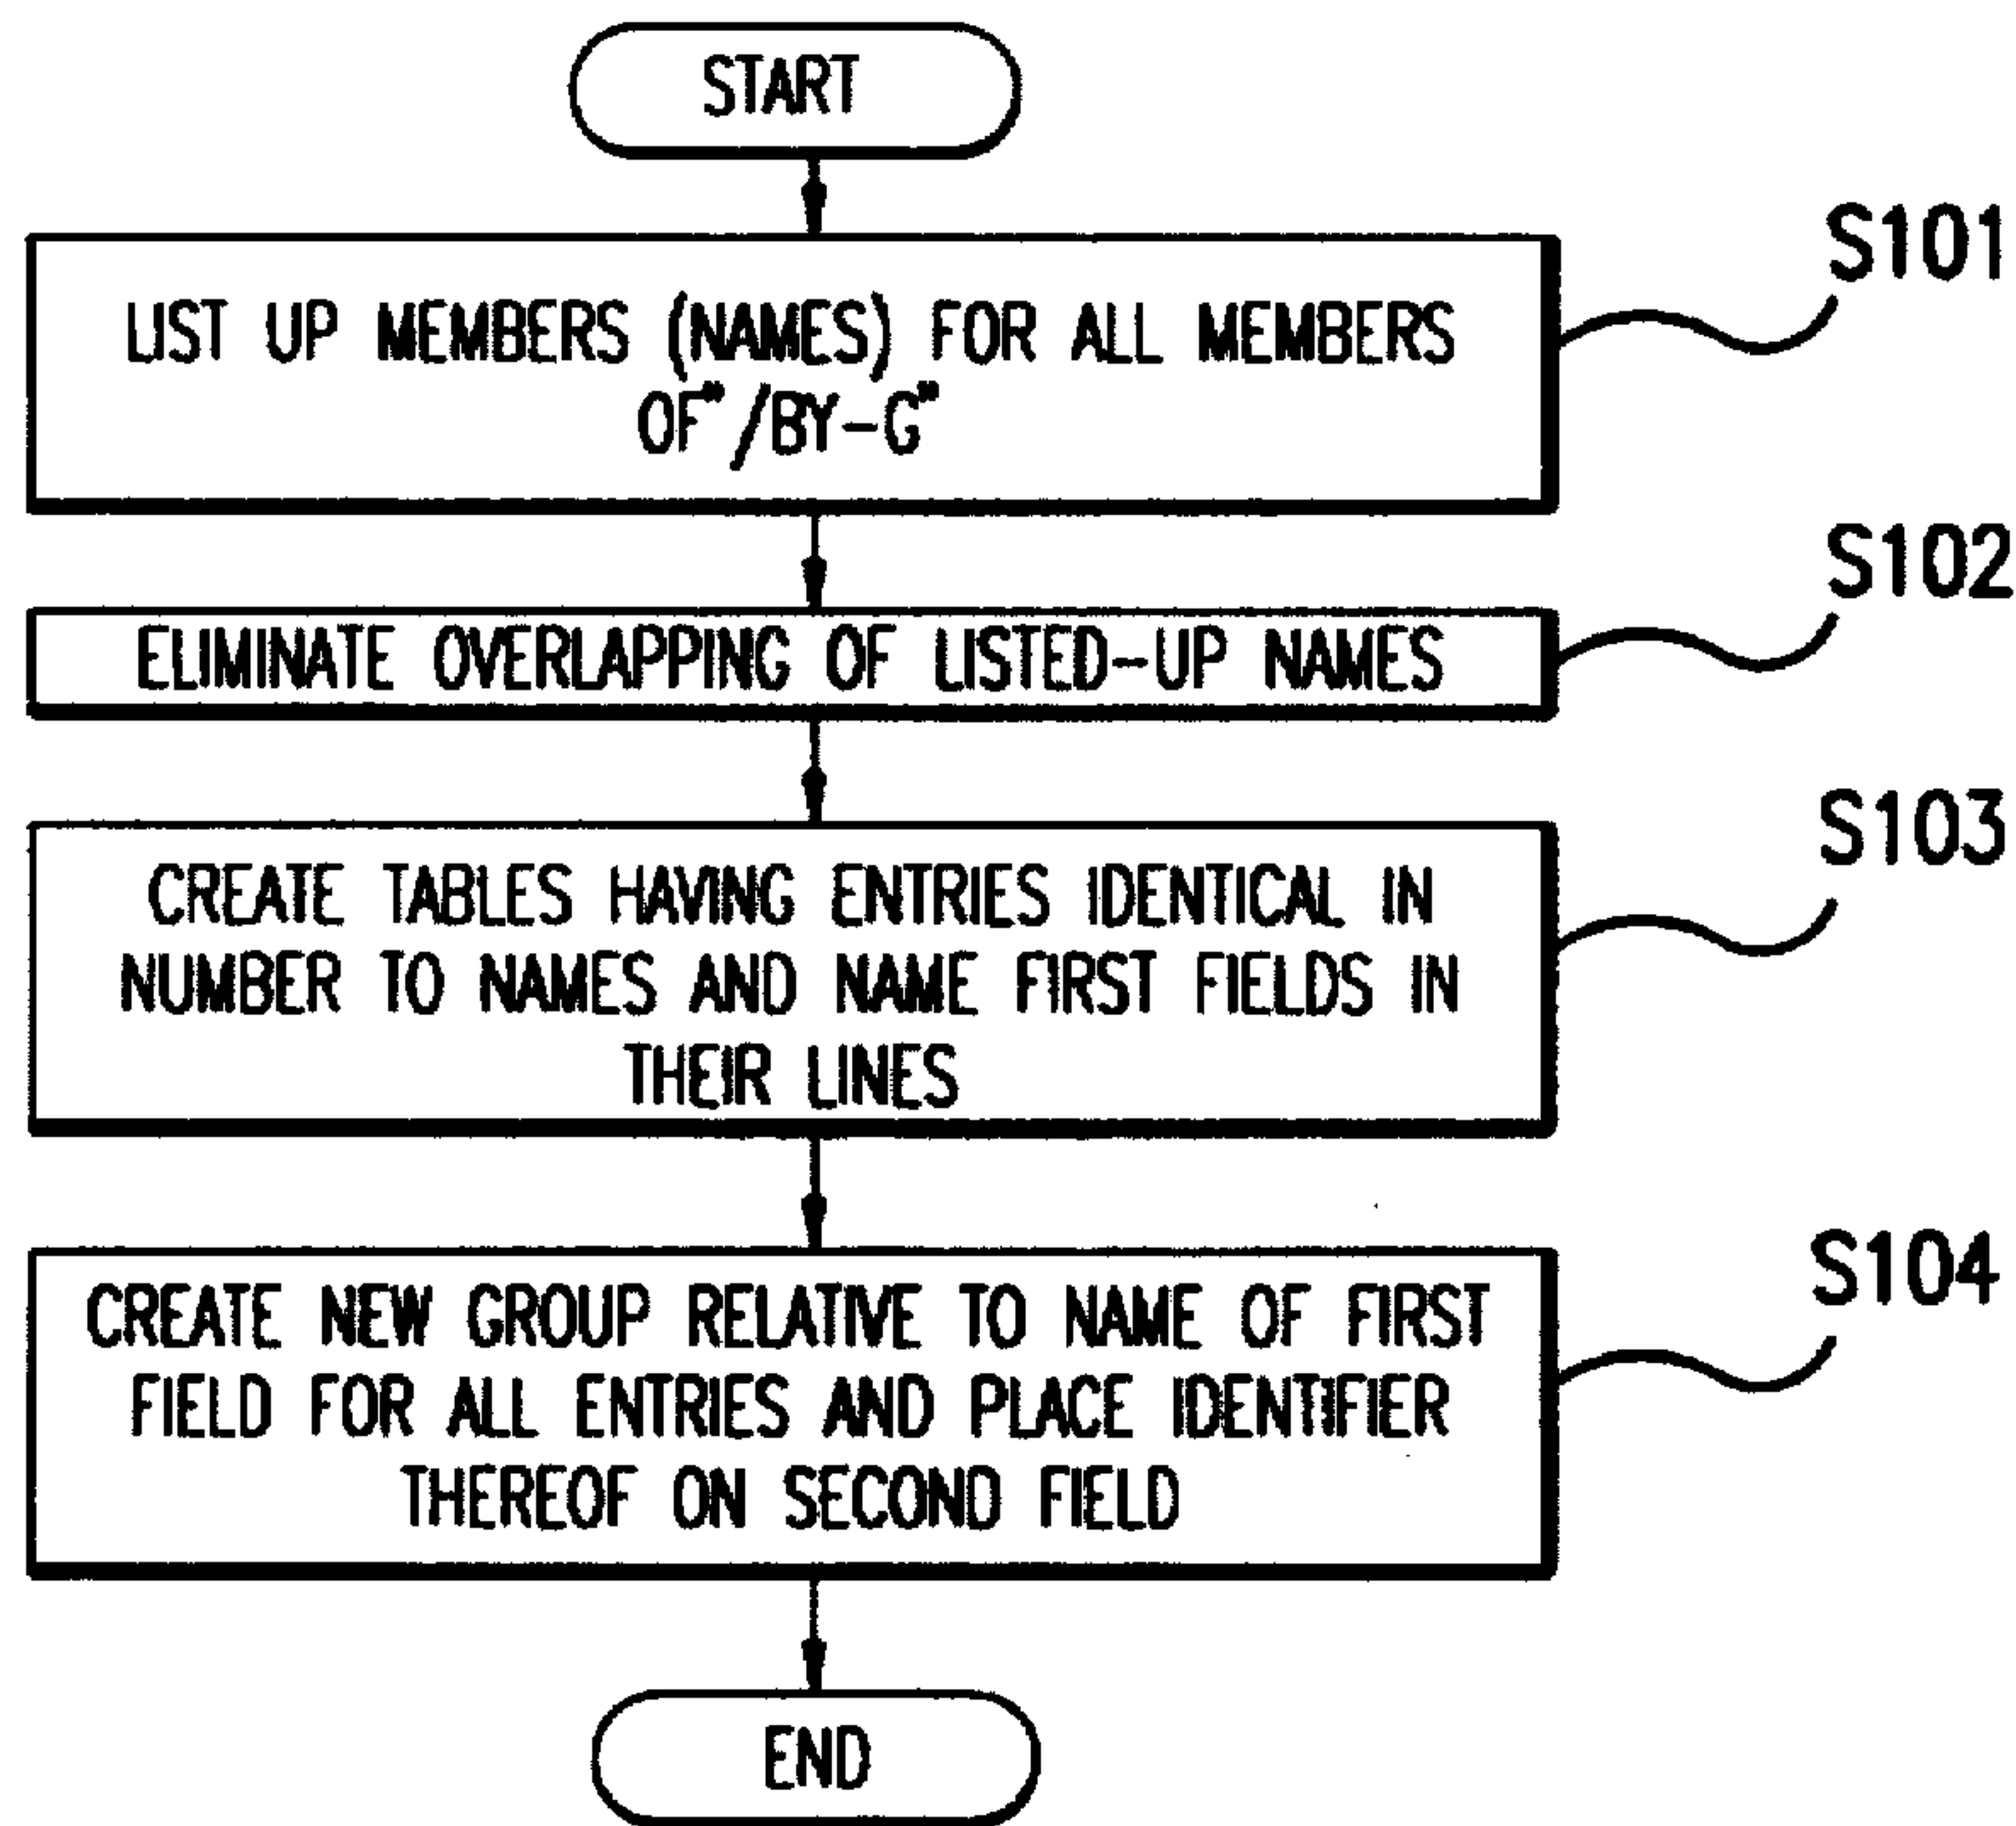 START
S101
LIST UP MEMBERS (NAMES) FOR ALL MEMBERS
OF"/BY-G"
S102
ELIMINATE OVERLAPPING OF LISTED-UP NAMES
S103
CREATE TABLES HAVING ENTRIES IDENTICAL IN
NUMBER TO NAMES AND NAME FIRST FIELDS IN
THEIR LINES
S104
CREATE NEW GROUP RELATIVE TO NAME OF FIRST
FIELD FOR ALL ENTRIES AND PLACE IDENTIFIER
THEREOF ON SECOND FIELD
END